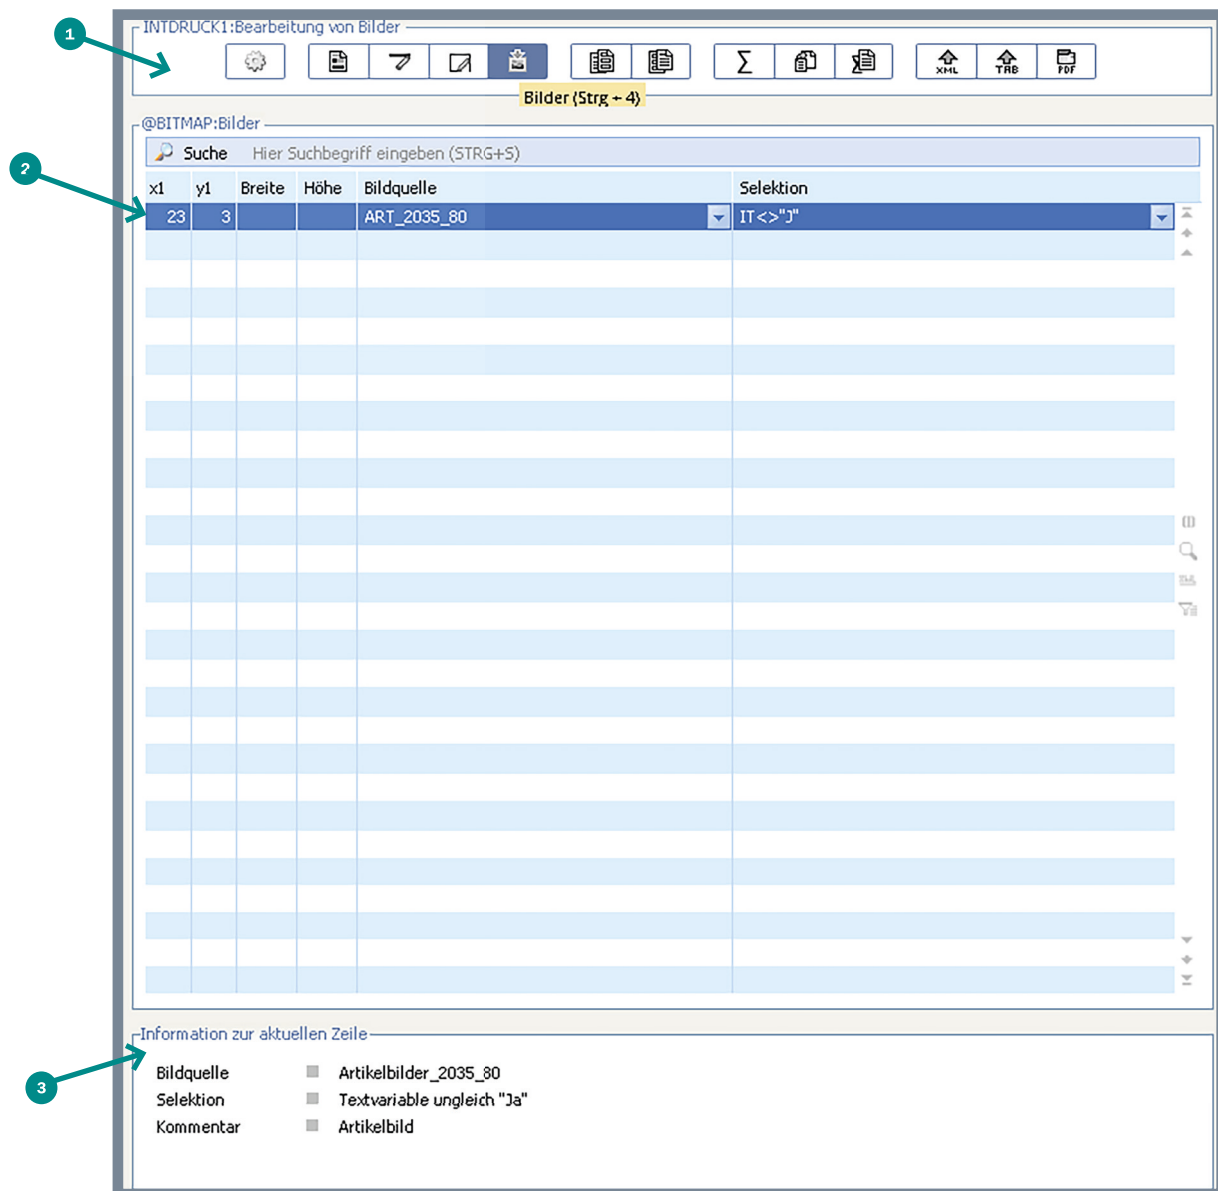 INTDRUCK1:Bearbeitung von Bilder
1
XML
TAB
PDF
Bilder (Strg + 4)
@BITMAP:Bilder
Suche Hier Suchbegriff eingeben (STRG+S)
2
x1 y1 Breite Höhe Bildquelle Selektion
23 3 ART_2035_80 IT<>"J"
Information zur aktuellen Zeile
3
Bildquelle Artikelbilder_2035_80
Selektion Textvariable ungleich "Ja"
Kommentar Artikelbild